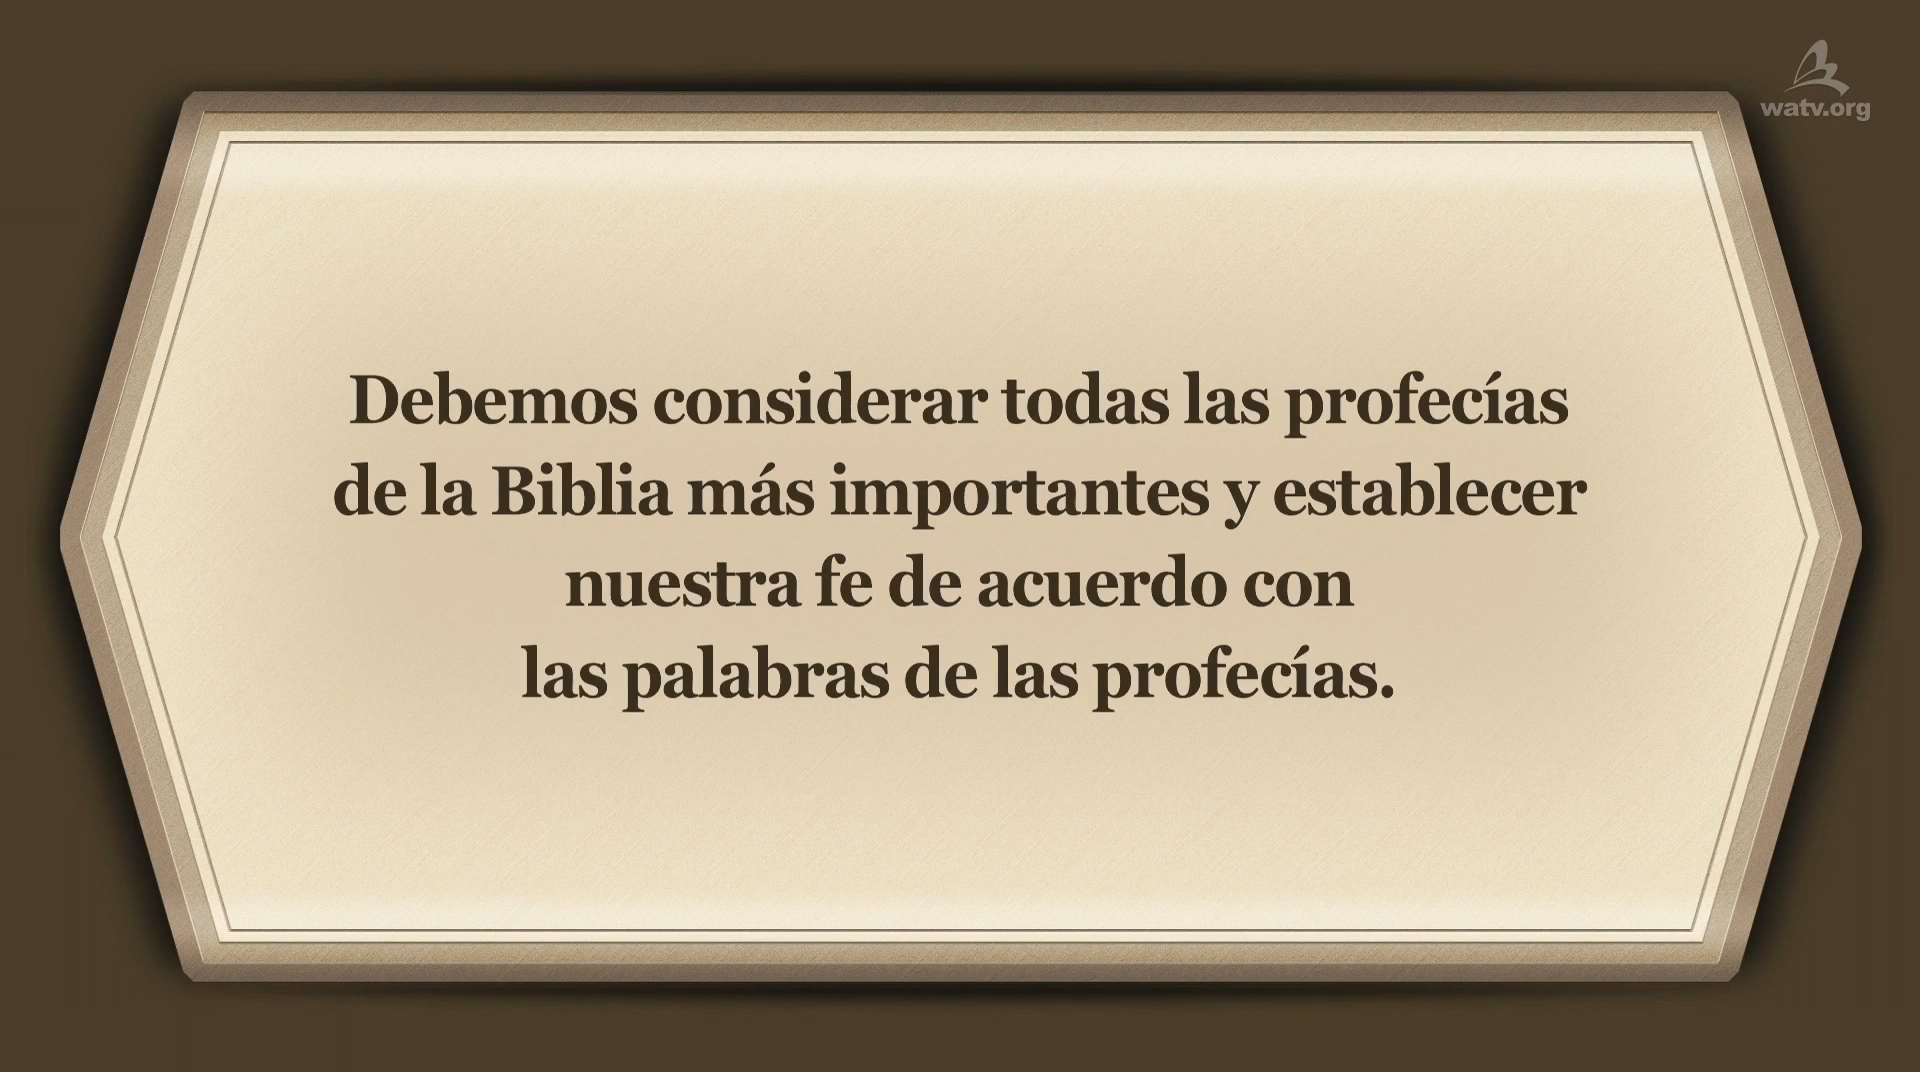 watv.org
Debemos considerar todas las profecías
de la Biblia más importantes y establecer
nuestra fe de acuerdo con
las palabras de las profecías.